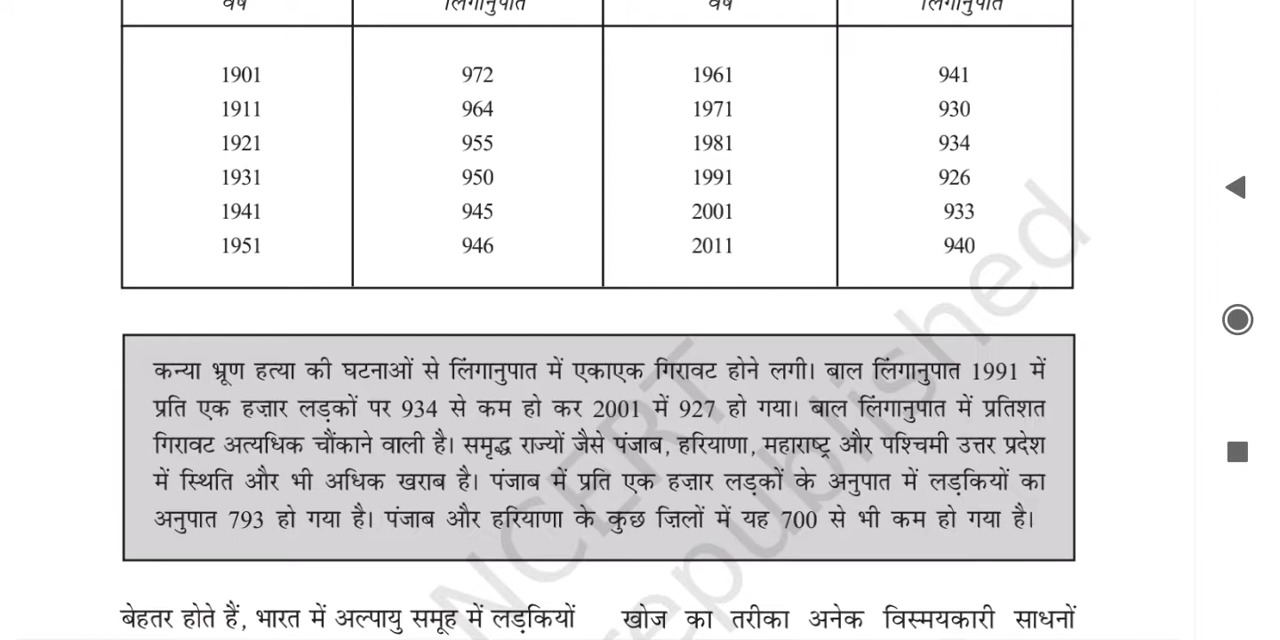 वर्ष लिंगानुपात वर्ष लिंगानुपात
1901 972 1961 941
1911 964 1971 930
1921 955 1981 934
1931 950 1991 926
1941 945 2001 933
1951 946 2011 940
कन्या भ्रूण हत्या की घटनाओं से लिंगानुपात में एकाएक गिरावट होने लगी। बाल लिंगानुपात 1991 में
प्रति एक हज़ार लड़कों पर 934 से कम हो कर 2001 में 927 हो गया। बाल लिंगानुपात में प्रतिशत
गिरावट अत्यधिक चौंकाने वाली है। समृद्ध राज्यों जैसे पंजाब, हरियाणा, महाराष्ट्र और पश्चिमी उत्तर प्रदेश
में स्थिति और भी अधिक खराब है। पंजाब में प्रति एक हज़ार लड़कों के अनुपात में लड़कियों का
अनुपात 793 हो गया है। पंजाब और हरियाणा के कुछ ज़िलों में यह 700 से भी कम हो गया है।
बेहतर होते हैं, भारत में अल्पायु समूह में लड़कियों
खोज का तरीका अनेक विस्मयकारी साधनों
NCERT
republished